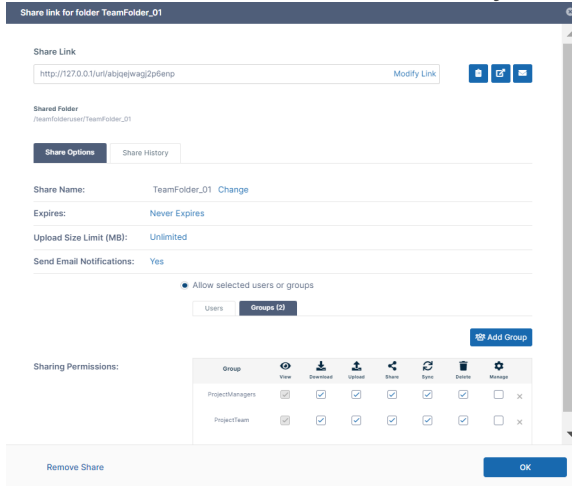 Share link for folder TeamFolder_01
Share Link
http://127.0.0.1/url/abjqejwagj2p6enp Modify Link
Shared Folder
/teamfolderuser/TeamFolder_01
Share Options Share History
Share Name: TeamFolder_01 Change
Expires: Never Expires
Upload Size Limit (MB): Unlimited
Send Email Notifications: Yes
Allow selected users or groups
Users Groups (2)
Add Group
Sharing Permissions: Group View Download Upload Share Sync Delete Manage
ProjectManagers
ProjectTeam
Remove Share OK